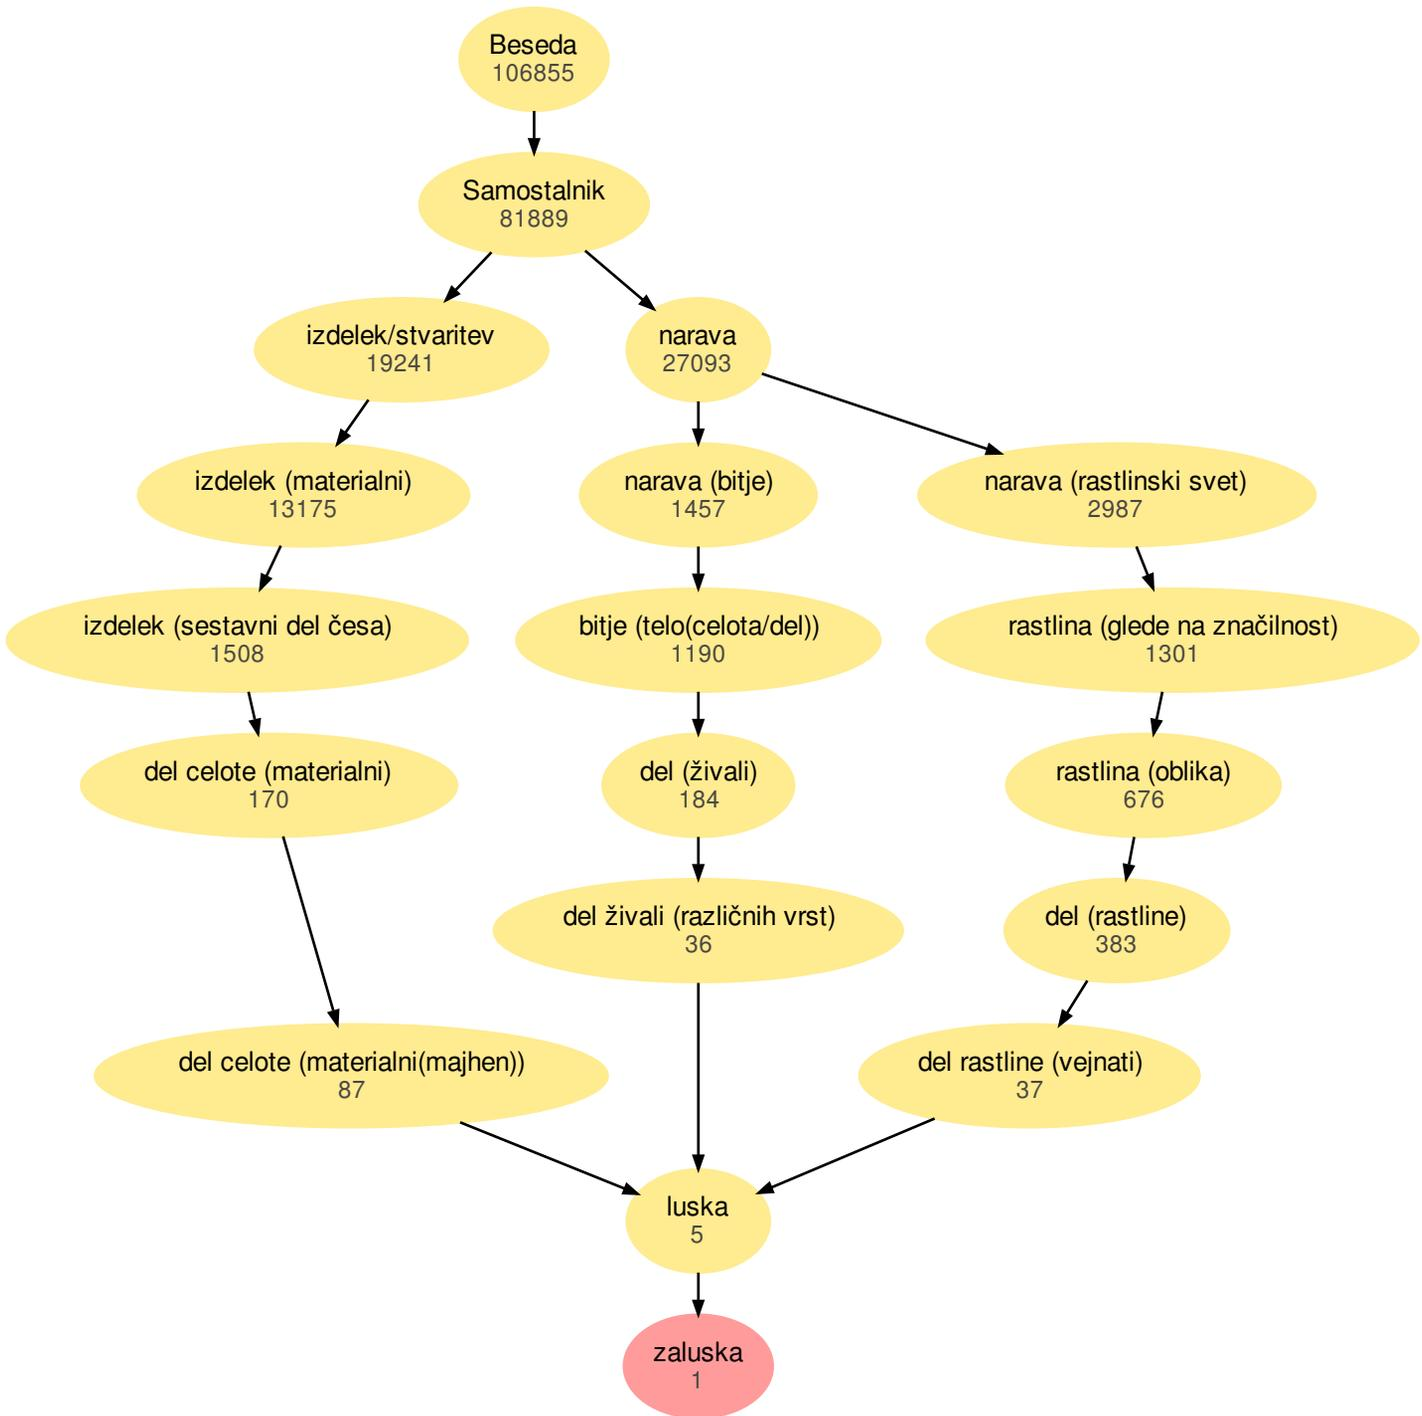 Beseda
106855
Samostalnik
81889
izdelek/stvaritev
19241
narava
27093
izdelek (materialni)
13175
narava (bitje)
1457
narava (rastlinski svet)
2987
izdelek (sestavni del česa)
1508
bitje (telo(celota/del))
1190
rastlina (glede na značilnost)
1301
del celote (materialni)
170
del (živali)
184
rastlina (oblika)
676
del živali (različnih vrst)
36
del (rastline)
383
del celote (materialni(majhen))
87
del rastline (vejnati)
37
luska
5
zaluska
1